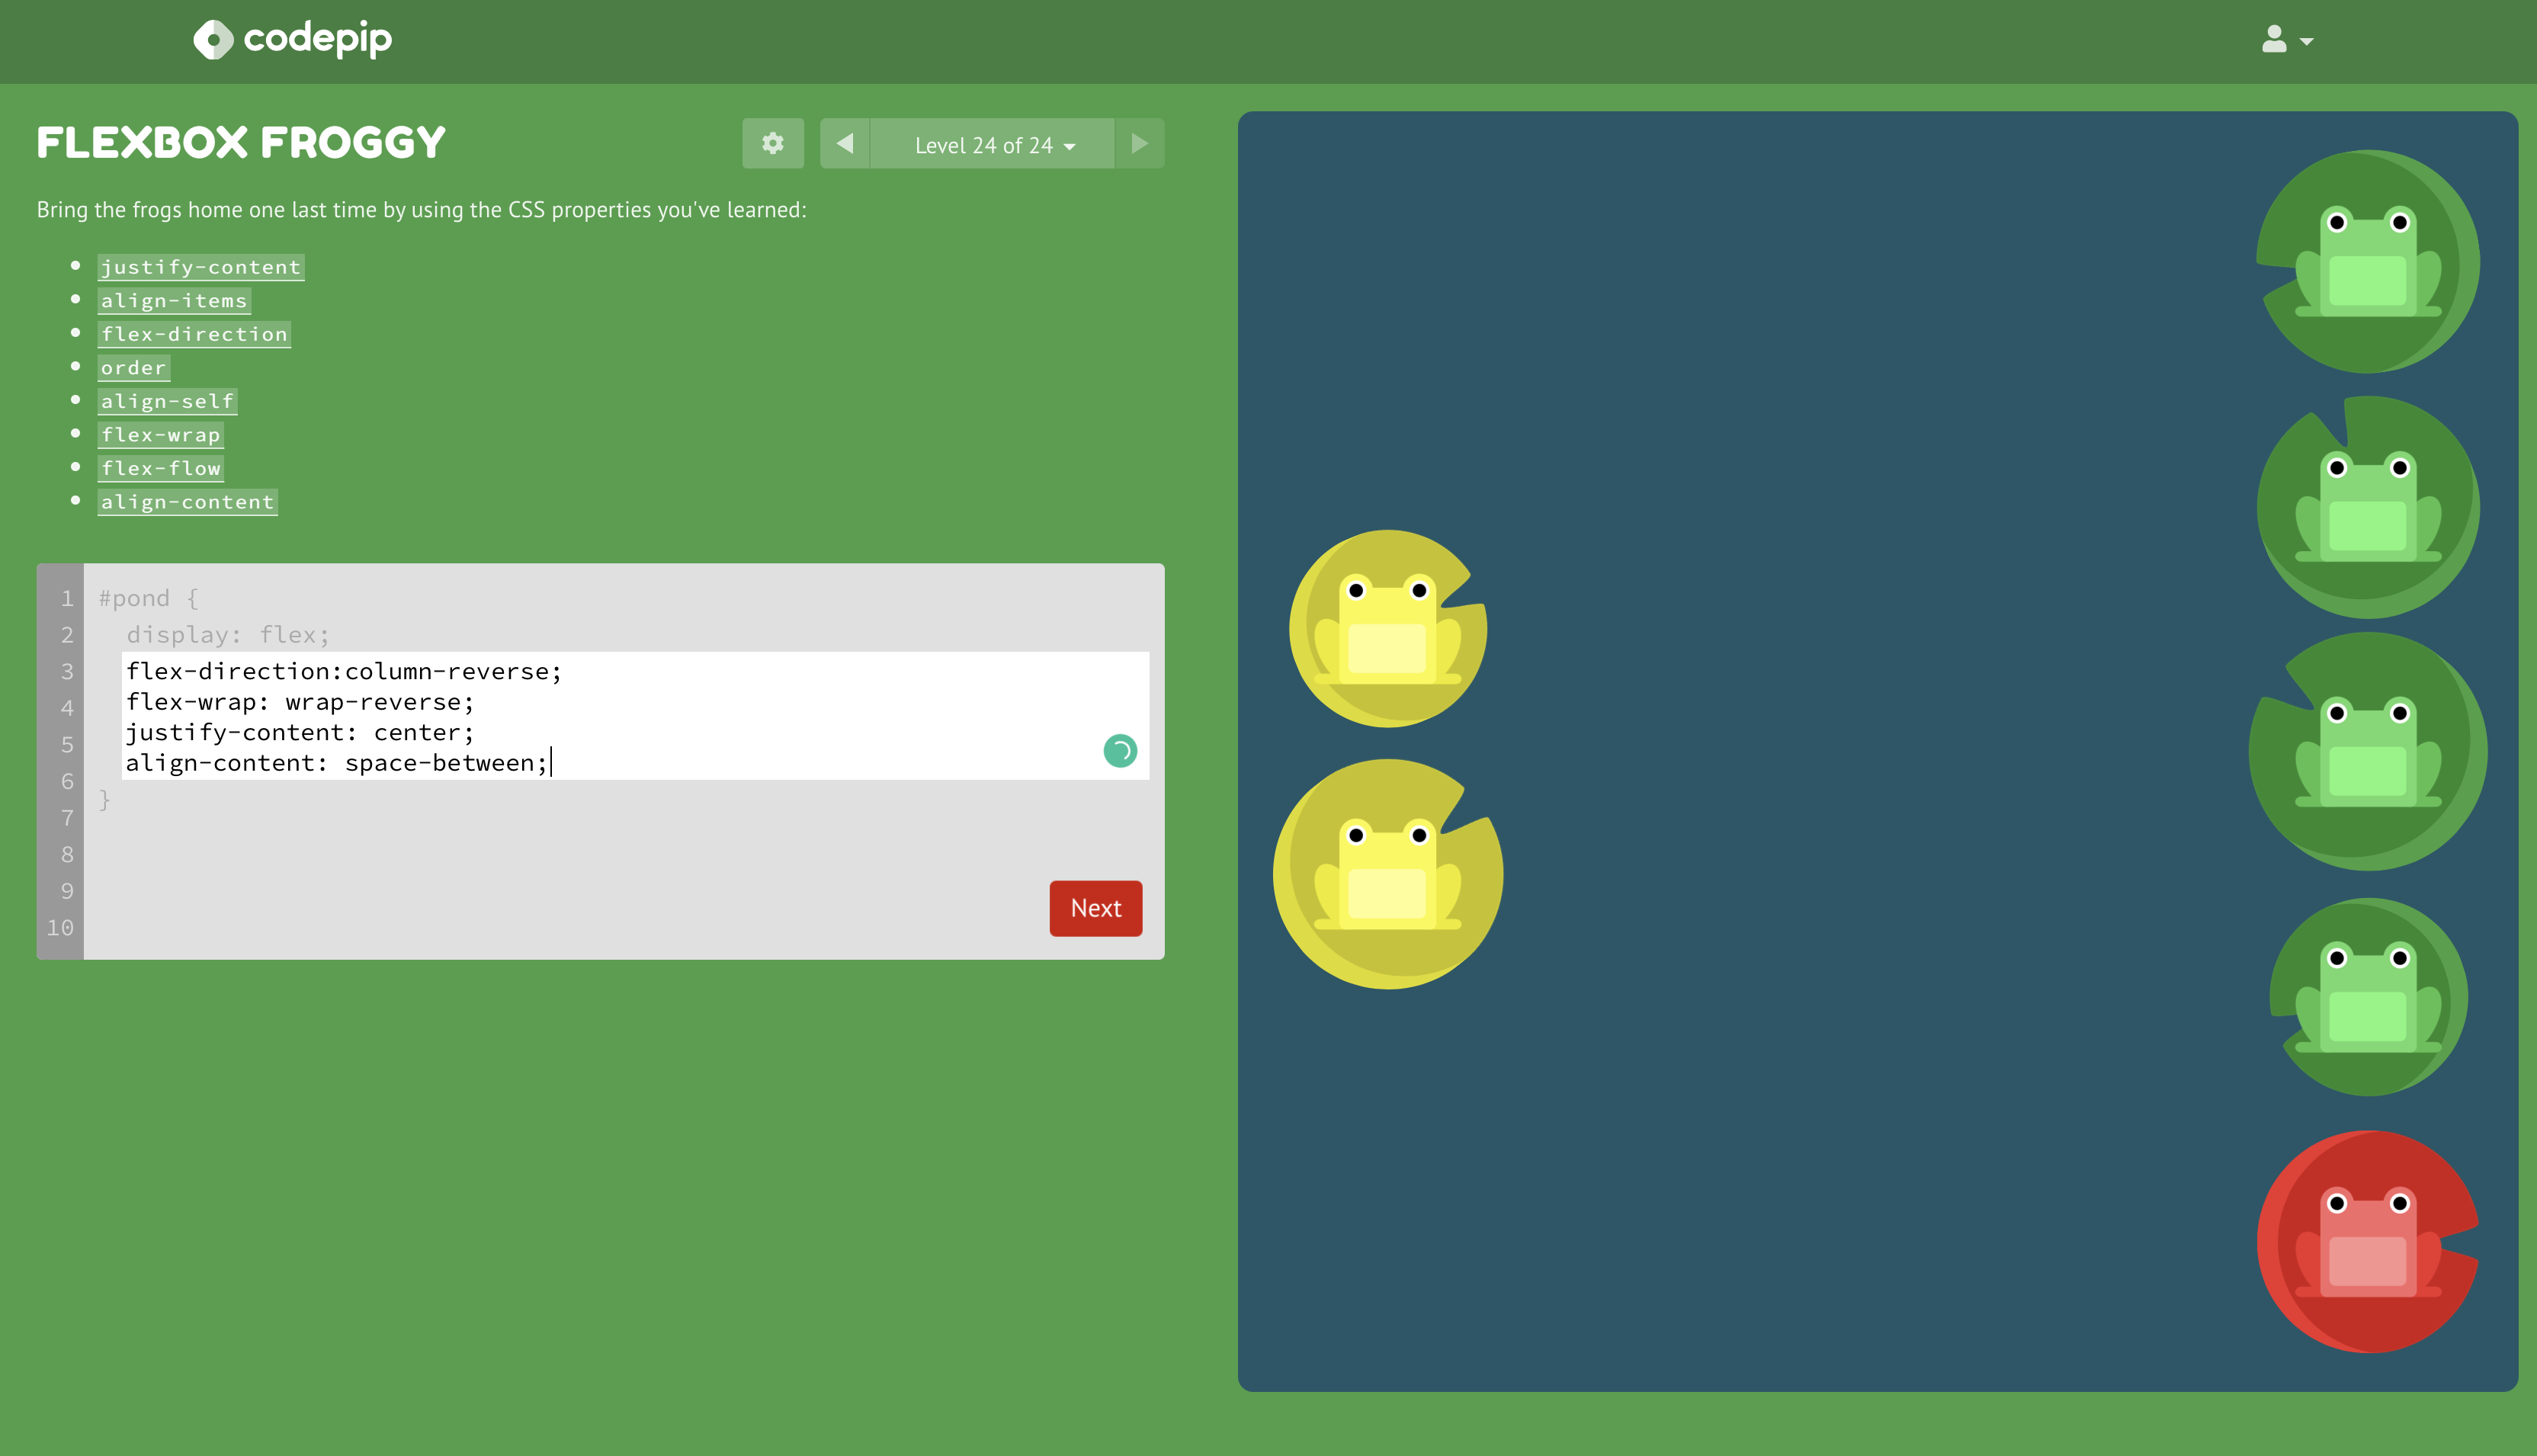 codepip
FLEXBOX FROGGY
Level 24 of 24
Bring the frogs home one last time by using the CSS properties you've learned:
justify-content
align-items
flex-direction
order
align-self
flex-wrap
flex-flow
align-content
1
2
3
4
5
6
7
8
9
10
#pond {
display: flex;
flex-direction:column-reverse;
flex-wrap: wrap-reverse;
justify-content: center;
align-content: space-between;
}
Next